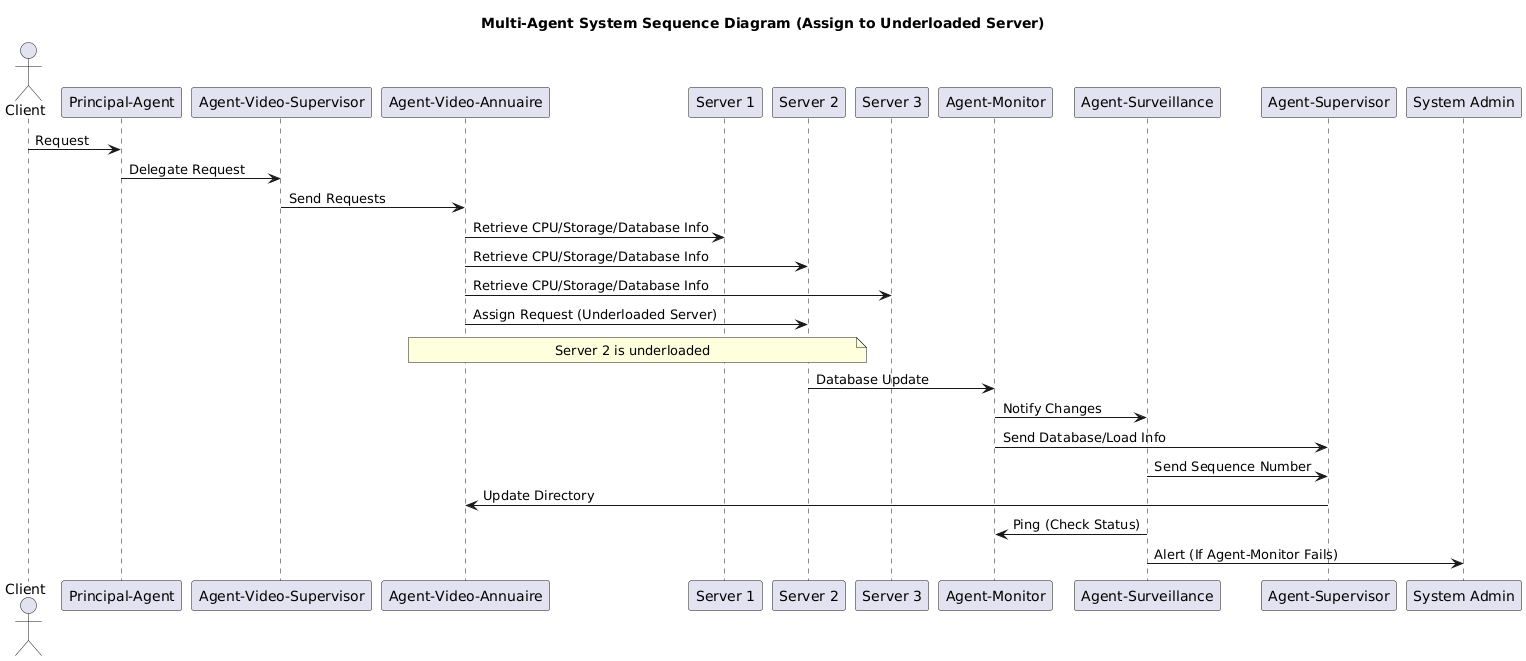 Multi-Agent System Sequence Diagram (Assign to Underloaded Server)
Client
Principal-Agent
Agent-Video-Supervisor
Agent-Video-Annuaire
Server 1
Server 2
Server 3
Agent-Monitor
Agent-Surveillance
Agent-Supervisor
System Admin
Request
Delegate Request
Send Requests
Retrieve CPU/Storage/Database Info
Retrieve CPU/Storage/Database Info
Retrieve CPU/Storage/Database Info
Assign Request (Underloaded Server)
Server 2 is underloaded
Database Update
Notify Changes
Send Database/Load Info
Send Sequence Number
Update Directory
Ping (Check Status)
Alert (If Agent-Monitor Fails)
Client
Principal-Agent
Agent-Video-Supervisor
Agent-Video-Annuaire
Server 1
Server 2
Server 3
Agent-Monitor
Agent-Surveillance
Agent-Supervisor
System Admin